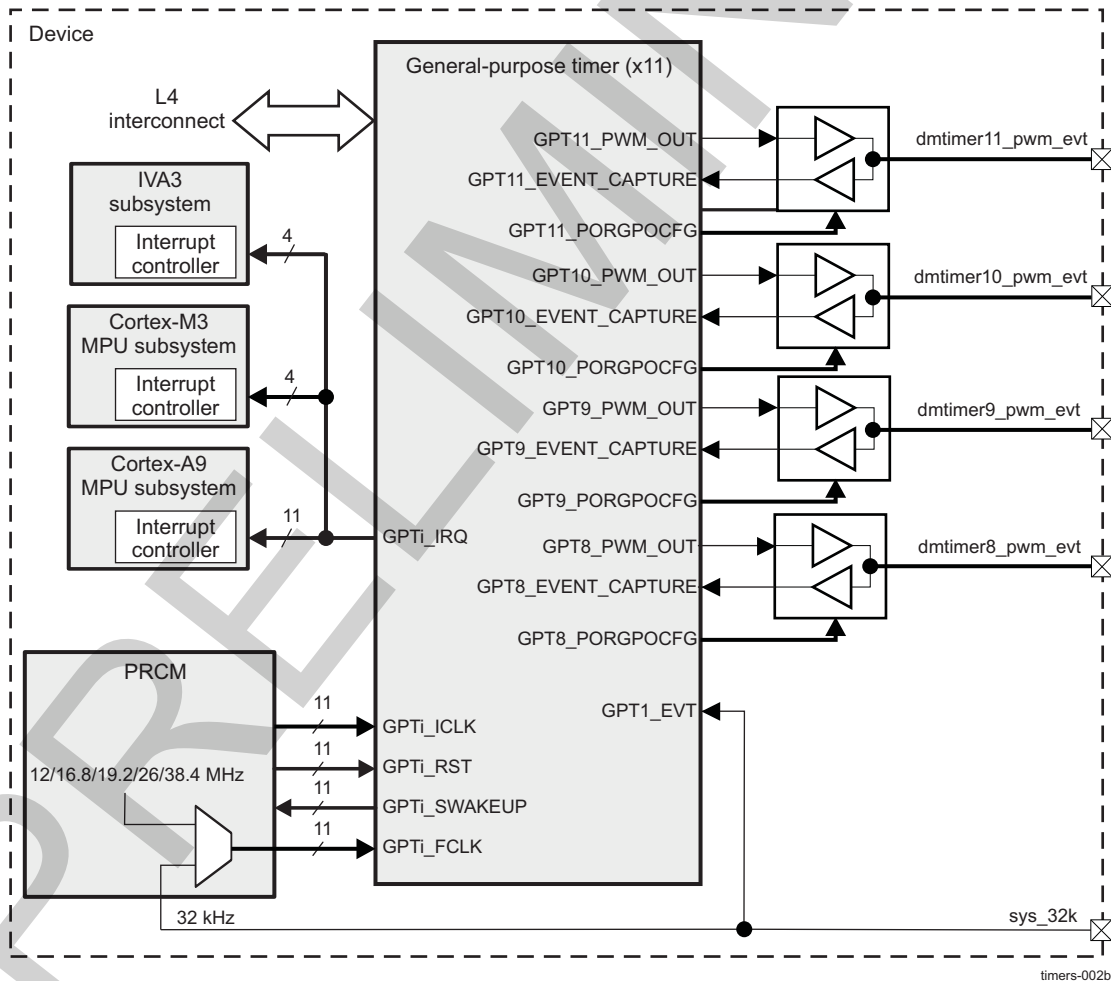 Device
General-purpose timer (x11)
L4
interconnect
IVA3
subsystem
Interrupt
controller
4
Cortex-M3
MPU subsystem
Interrupt
controller
4
Cortex-A9
MPU subsystem
Interrupt
controller
11
GPTi_IRQ
PRCM
12/16.8/19.2/26/38.4 MHz
11
GPTi_ICLK
11
GPTi_RST
11
GPTi_SWAKEUP
11
GPTi_FCLK
32 kHz
GPT11_PWM_OUT
GPT11_EVENT_CAPTURE
GPT11_PORGPOCFG
dmtimer11_pwm_evt
GPT10_PWM_OUT
GPT10_EVENT_CAPTURE
GPT10_PORGPOCFG
dmtimer10_pwm_evt
GPT9_PWM_OUT
GPT9_EVENT_CAPTURE
GPT9_PORGPOCFG
dmtimer9_pwm_evt
GPT8_PWM_OUT
GPT8_EVENT_CAPTURE
GPT8_PORGPOCFG
dmtimer8_pwm_evt
GPT1_EVT
sys_32k
timers-002b
PRELIMIN